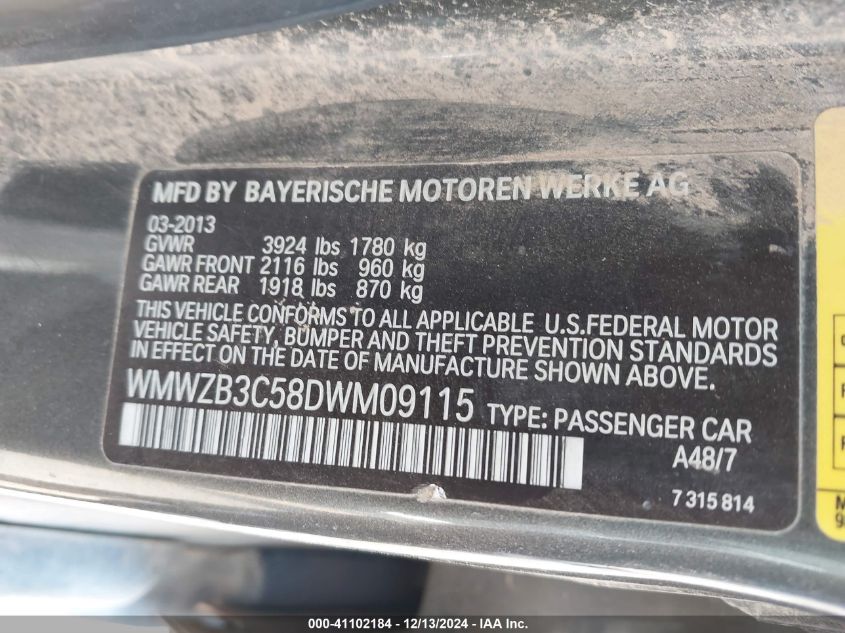 MFD BY BAYERISCHE MOTOREN WERKE AG
03-2013
GVWR 3924 lbs 1780 kg
GAWR FRONT 2116 lbs 960 kg
GAWR REAR 1918 lbs 870 kg
THIS VEHICLE CONFORMS TO ALL APPLICABLE U.S.FEDERAL MOTOR
VEHICLE SAFETY, BUMPER AND THEFT PREVENTION STANDARDS
IN EFFECT ON THE DATE OF MANUFACTURE SHOWN ABOVE.
WMWZB3C58DWM09115 TYPE: PASSENGER CAR
A48/7
7 315 814
000-41102184 - 12/13/2024 - IAA Inc.